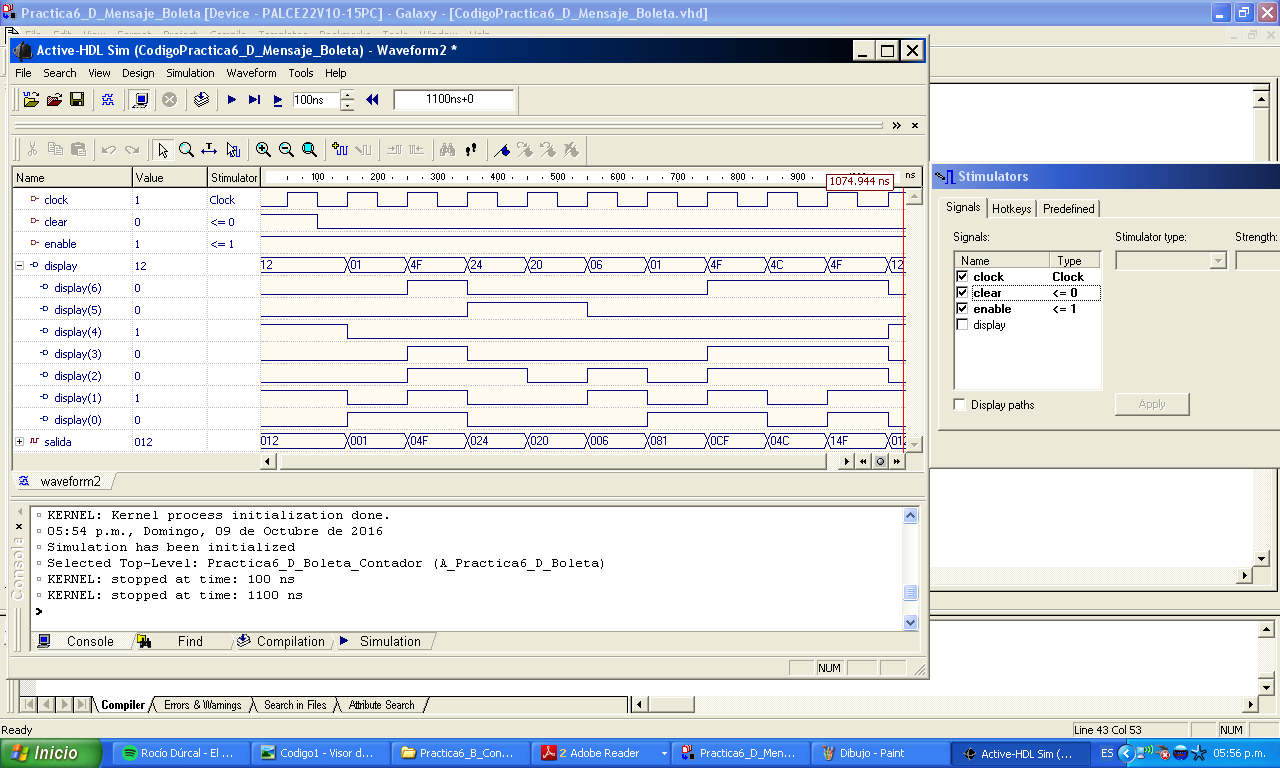 Practica6_D_Mensaje_Boleta [Device - PALCE22V10-15PC] - Galaxy - [CodigoPractica6_D_Mensaje_Boleta.vhd]
Active-HDL Sim (CodigoPractica6_D_Mensaje_Boleta) - Waveform2 *
File Search View Design Simulation Waveform Tools Help
100ns 1100ns+0
Name Value Stimulator 100 200 300 400 500 600 700 800 900 ns
1074.944 ns
clock 1 Clock
clear 0 <= 0
enable 1 <= 1
display 12 12 01 4F 24 20 06 01 4F 4C 4F 12
display(6) 0
display(5) 0
display(4) 1
display(3) 0
display(2) 0
display(1) 1
display(0) 0
salida 012 012 001 04F 024 020 006 081 0CF 04C 14F 012
waveform2
Stimulators
Signals Hotkeys Predefined
Signals: Stimulator type: Strength:
Name Type
clock Clock
clear <= 0
enable <= 1
display
Display paths Apply
Consola
KERNEL: Kernel process initialization done.
05:54 p.m., Domingo, 09 de Octubre de 2016
Simulation has been initialized
Selected Top-Level: Practica6_D_Boleta_Contador (A_Practica6_D_Boleta)
KERNEL: stopped at time: 100 ns
KERNEL: stopped at time: 1100 ns
>
Console Find Compilation Simulation
NUM
Compiler Errors & Warnings Search in Files Attribute Search
Ready Line 43 Col 53 NUM
Inicio Rocío Dúrcal - El ... Codigo1 - Visor d... Practica6_B_Con... 2 Adobe Reader Practica6_D_Men... Dibujo - Paint Active-HDL Sim (... ES 05:56 p.m.